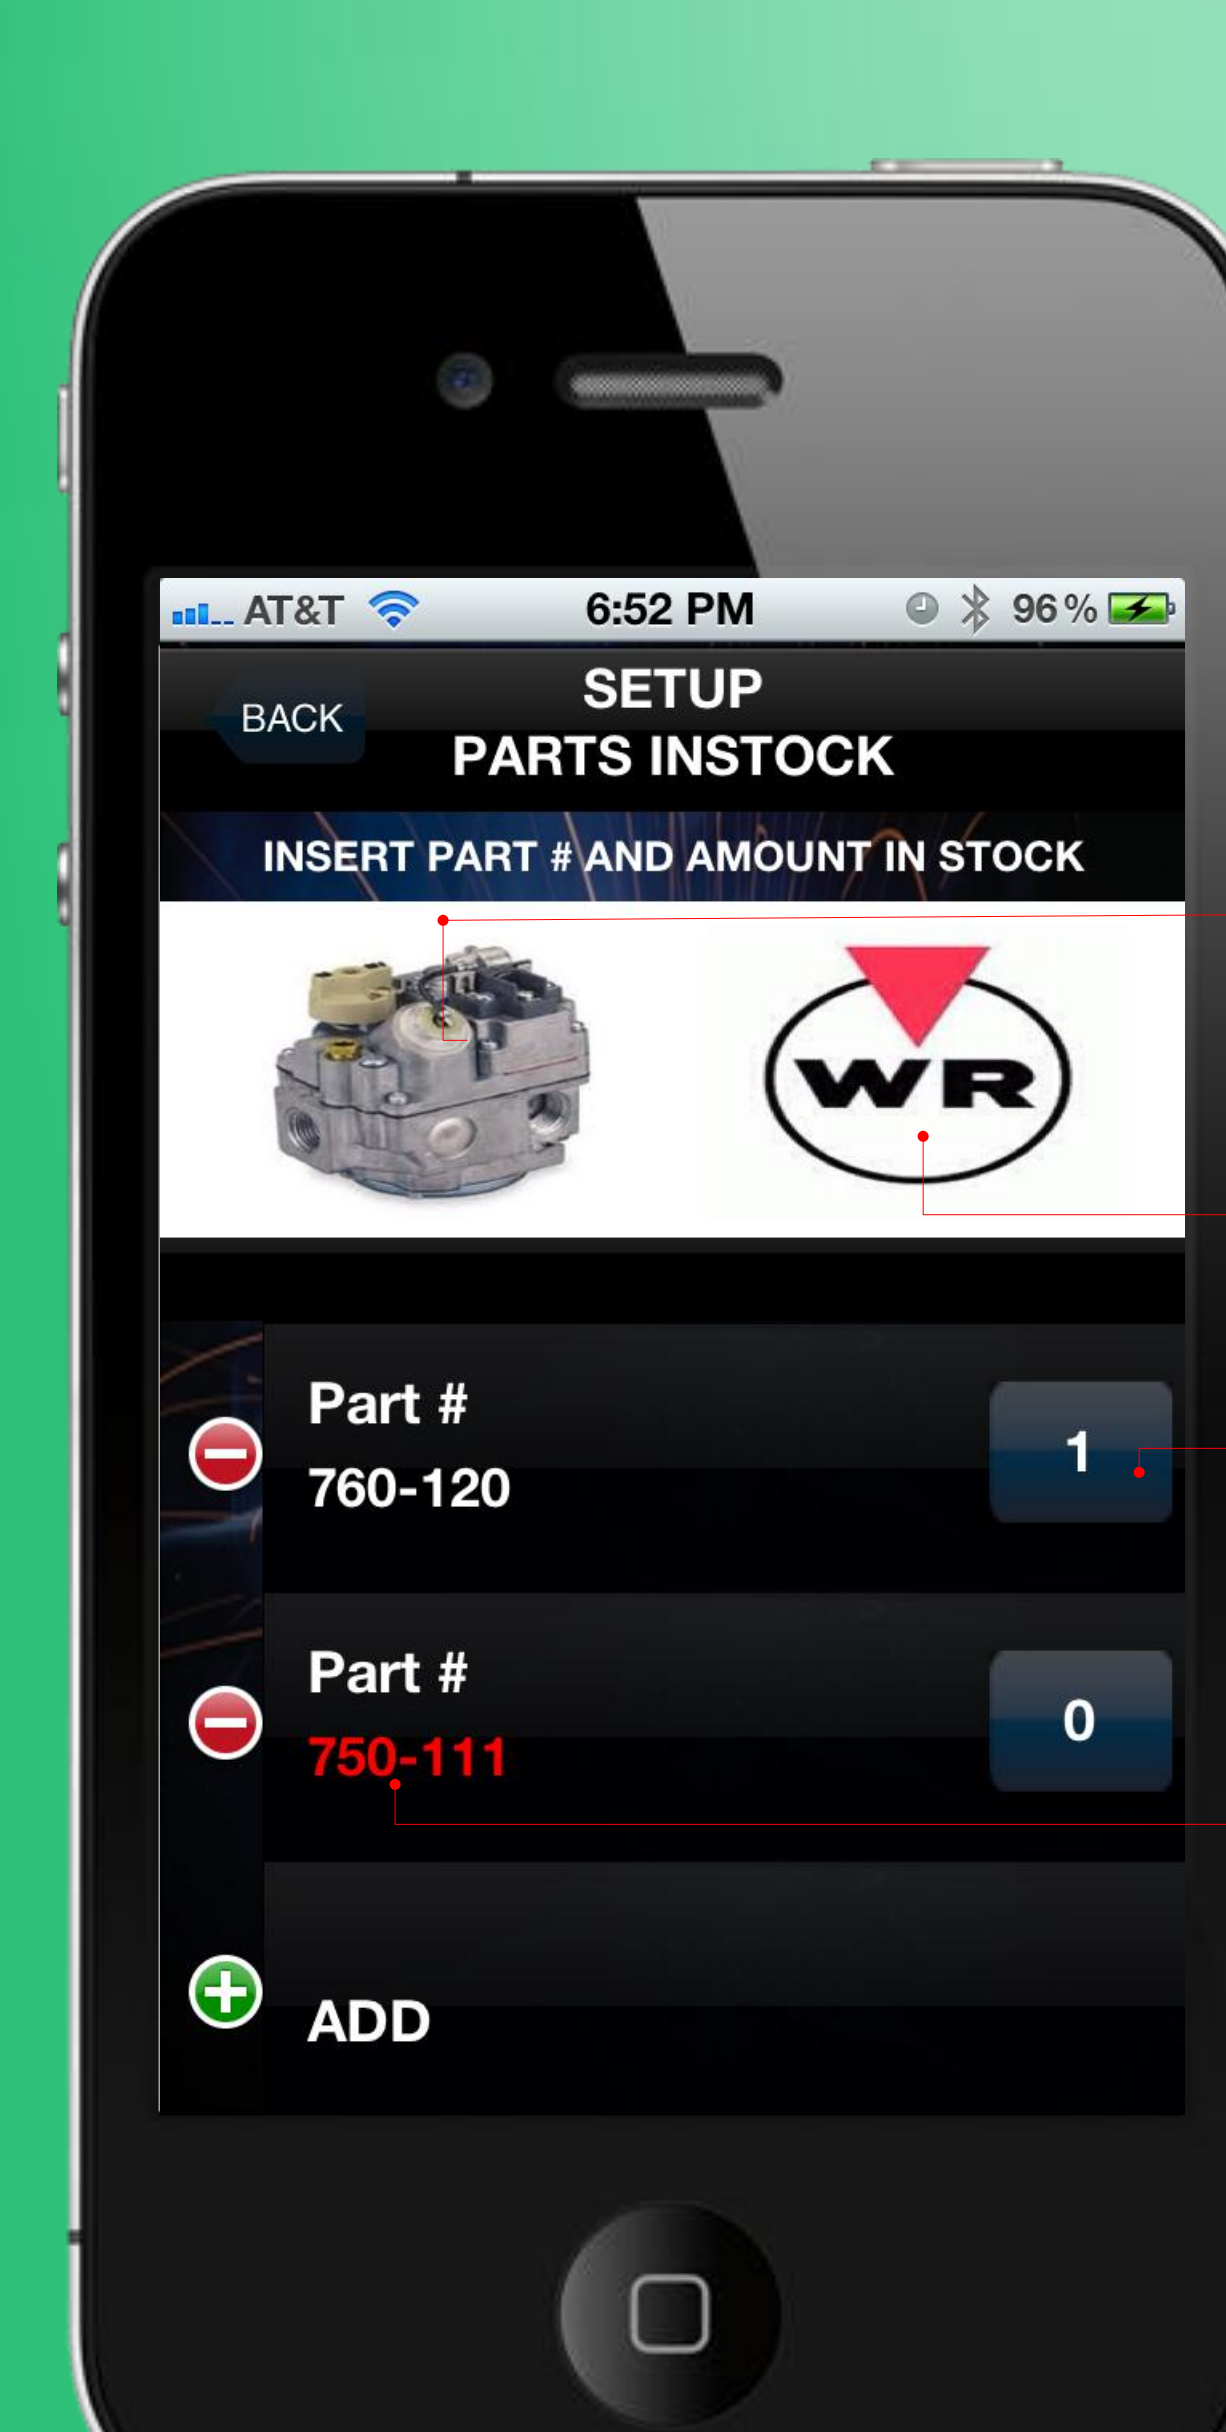 AT&T 6:52 PM 96%
BACK
SETUP
PARTS INSTOCK
INSERT PART # AND AMOUNT IN STOCK
WR
Part #
760-120
1
Part #
750-111
0
ADD